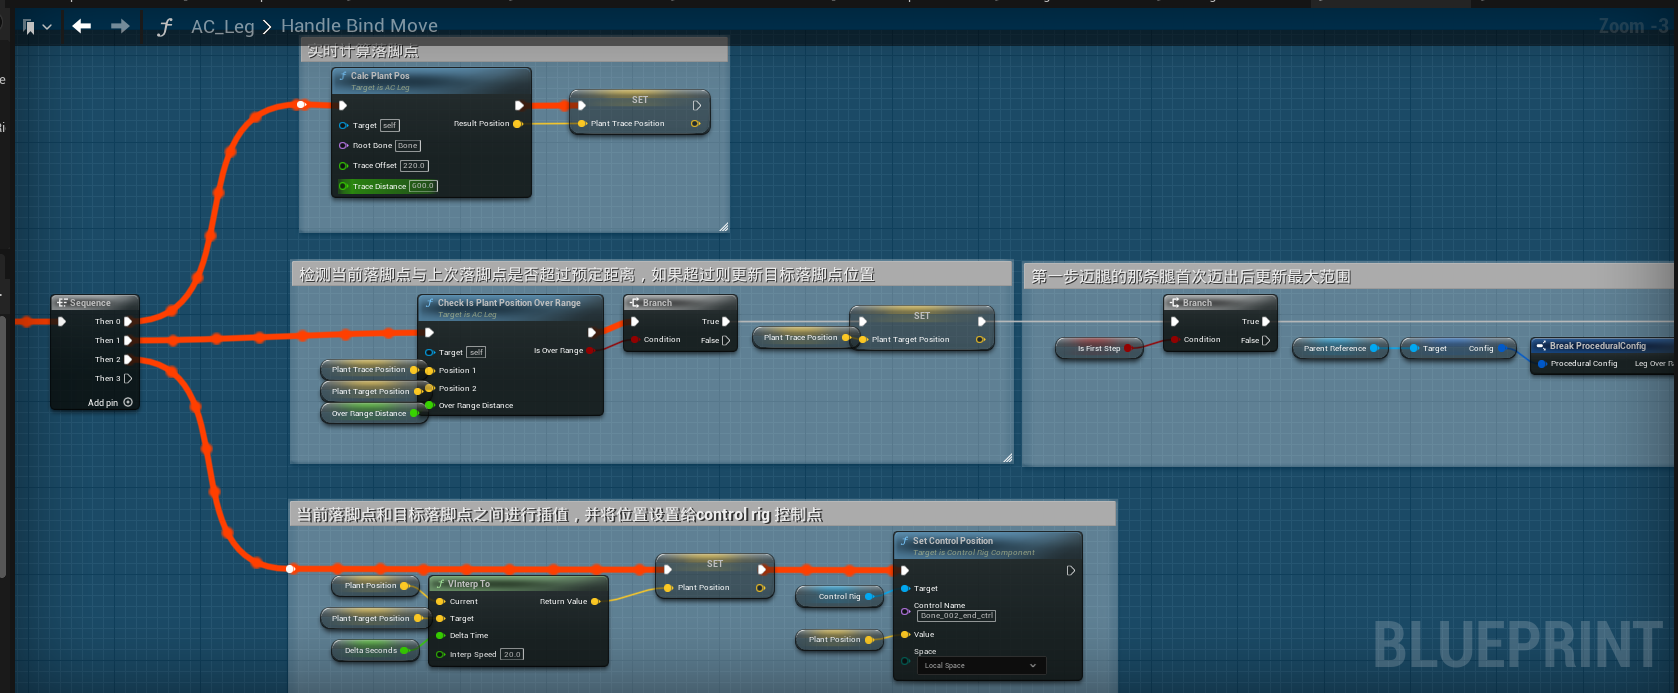 AC_Leg > Handle Bind Move
Zoom -3
实时计算落脚点
Calc Plant Pos
Target is AC Leg
Target self
Result Position
Root Bone Bone
Trace Offset 220.0
Trace Distance 600.0
SET
Plant Trace Position
Sequence
Then 0
Then 1
Then 2
Then 3
Add pin
检测当前落脚点与上次落脚点是否超过预定距离，如果超过则更新目标落脚点位置
Check Is Plant Position Over Range
Target is AC Leg
Target self
Is Over Range
Position 1
Position 2
Over Range Distance
Plant Trace Position
Plant Target Position
Over Range Distance
Branch
True
Condition
False
Plant Trace Position
SET
Plant Target Position
第一步迈腿的那条腿首次迈出后更新最大范围
Branch
True
Condition
False
Is First Step
Parent Reference
Target
Config
Break ProceduralConfig
Procedural Config
Leg Over R
当前落脚点和目标落脚点之间进行插值，并将位置设置给control rig 控制点
Plant Position
Plant Target Position
Delta Seconds
VInterp To
Current
Return Value
Target
Delta Time
Interp Speed 20.0
SET
Plant Position
Control Rig
Plant Position
Set Control Position
Target is Control Rig Component
Target
Control Name
Bone_002_end_ctrl
Value
Space
Local Space
BLUEPRINT